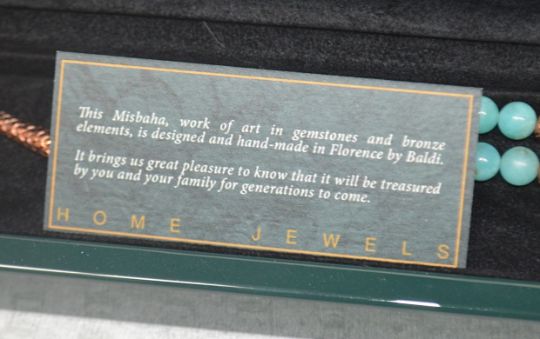 This Misbaha, work of art in gemstones and bronze
elements, is designed and hand-made in Florence by Baldi.
It brings us great pleasure to know that it will be treasured
by you and your family for generations to come.
HOME JEWELS